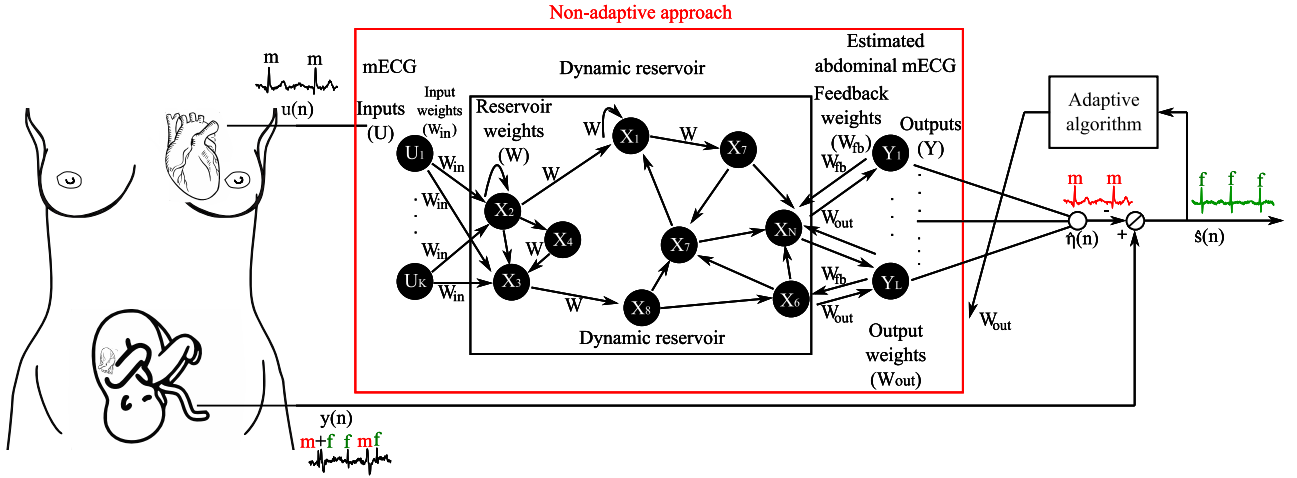 Non-adaptive approach
m m
u(n)
mECG
Inputs
(U)
Input
weights
(Win)
Reservoir
weights
(W)
Dynamic reservoir
Estimated
abdominal mECG
Feedback
weights
(Wfb)
Outputs
(Y)
Adaptive
algorithm
U1
UK
Win
Win
Win
Win
X2
X4
X3
X1
X7
X7
XN
X8
X6
W
W
W
W
W
Wfb
Wout
Wfb
Wout
Y1
YL
Dynamic reservoir
Output
weights
(Wout)
Wout
m m
-
+
η̂(n)
f f f
ŝ(n)
y(n)
m+f f mf